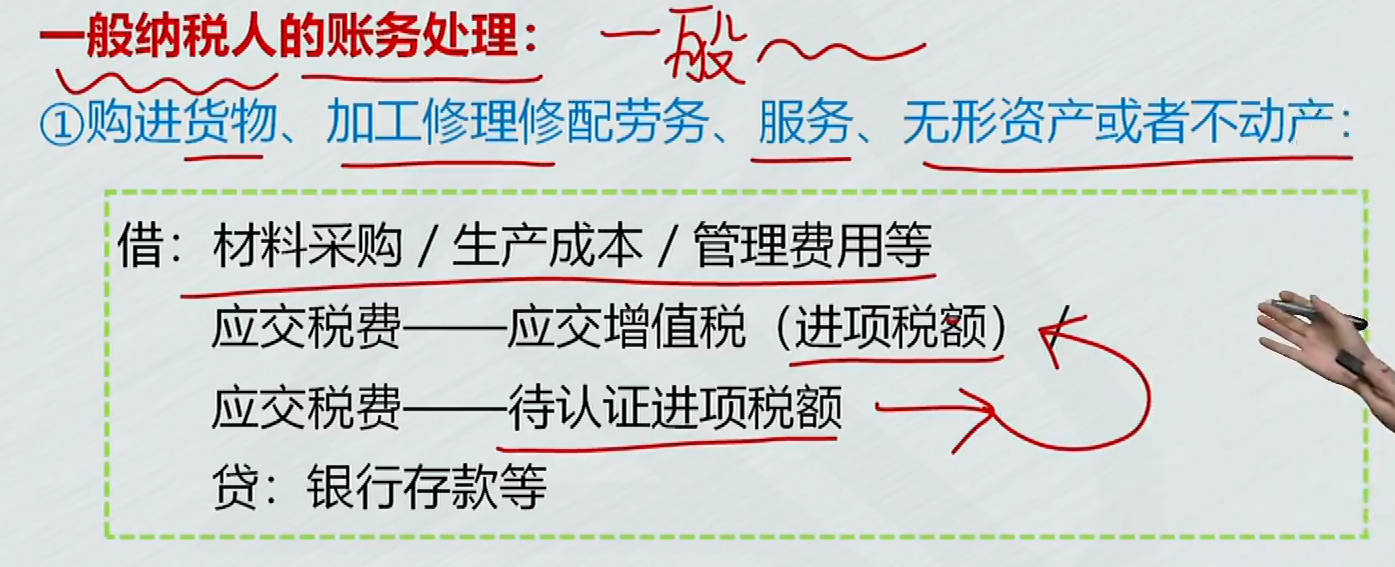 一般纳税人的账务处理：一般
①购进货物、加工修理修配劳务、服务、无形资产或者不动产：
借：材料采购 / 生产成本 / 管理费用等
应交税费——应交增值税（进项税额） /
应交税费——待认证进项税额
贷：银行存款等